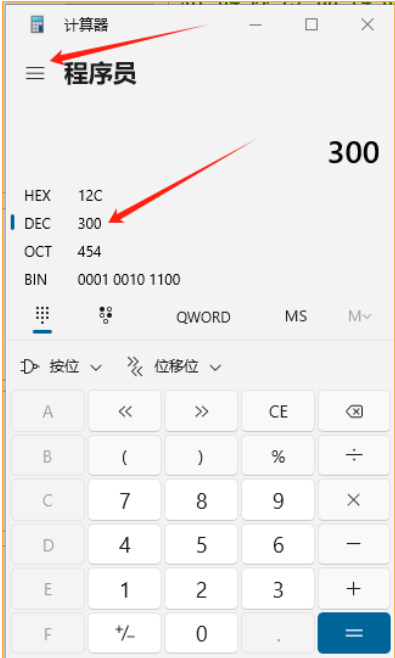 计算器
程序员
300
HEX 12C
DEC 300
OCT 454
BIN 0001 0010 1100
QWORD MS M
按位 位移位
A << >> CE
B ( ) % ÷
C 7 8 9 ×
D 4 5 6 −
E 1 2 3 +
F +/− 0 . =